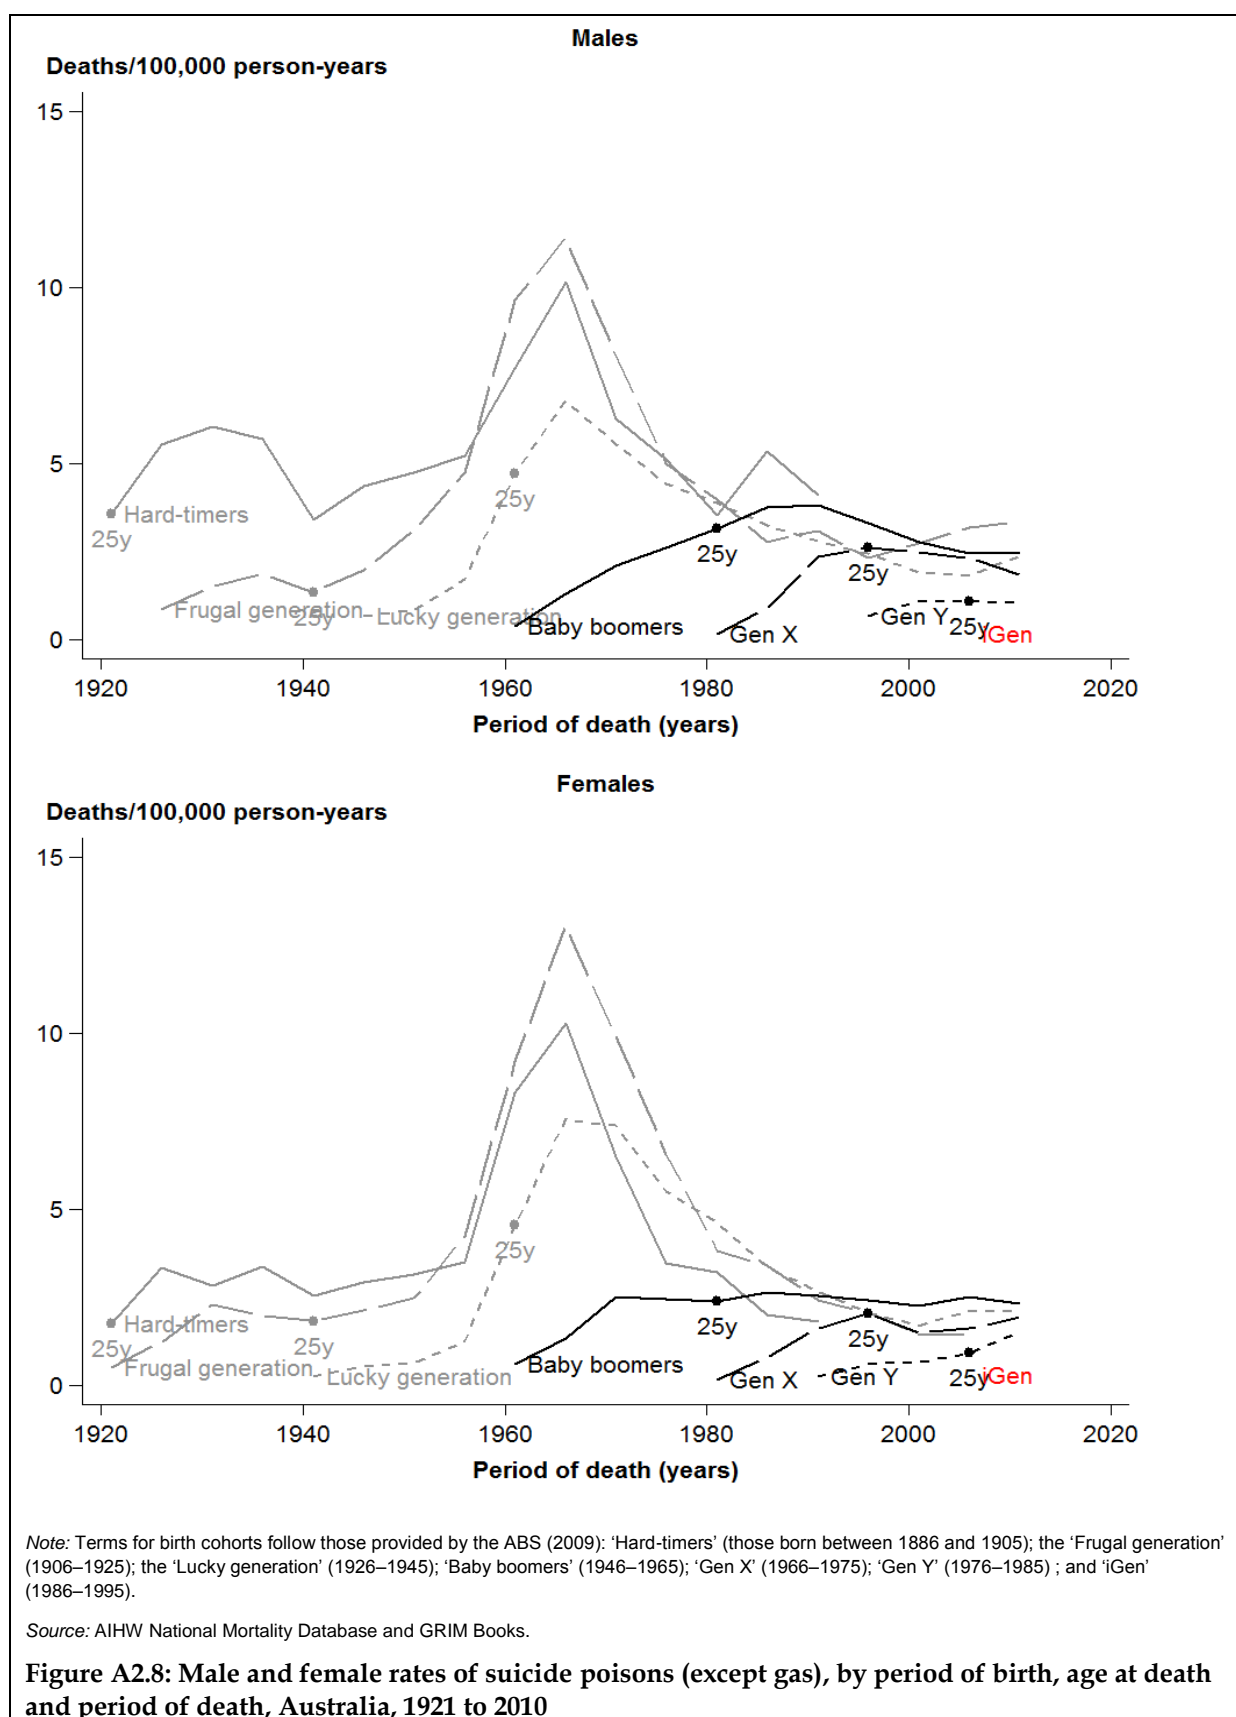 Males
Deaths/100,000 person-years
15
10
5
0
25y
Hard-timers
25y
25y
25y
25y
Frugal generation
25y
Lucky generation
Baby boomers
Gen X
Gen Y
25y
iGen
1920 1940 1960 1980 2000 2020
Period of death (years)
Females
Deaths/100,000 person-years
15
10
5
0
25y
Hard-timers
25y
25y
25y
25y
Frugal generation
Lucky generation
Baby boomers
Gen X
Gen Y
25y
iGen
1920 1940 1960 1980 2000 2020
Period of death (years)
Note: Terms for birth cohorts follow those provided by the ABS (2009): ‘Hard-timers’ (those born between 1886 and 1905); the ‘Frugal generation’
(1906–1925); the ‘Lucky generation’ (1926–1945); ‘Baby boomers’ (1946–1965); ‘Gen X’ (1966–1975); ‘Gen Y’ (1976–1985) ; and ‘iGen’
(1986–1995).
Source: AIHW National Mortality Database and GRIM Books.
Figure A2.8: Male and female rates of suicide poisons (except gas), by period of birth, age at death
and period of death, Australia, 1921 to 2010